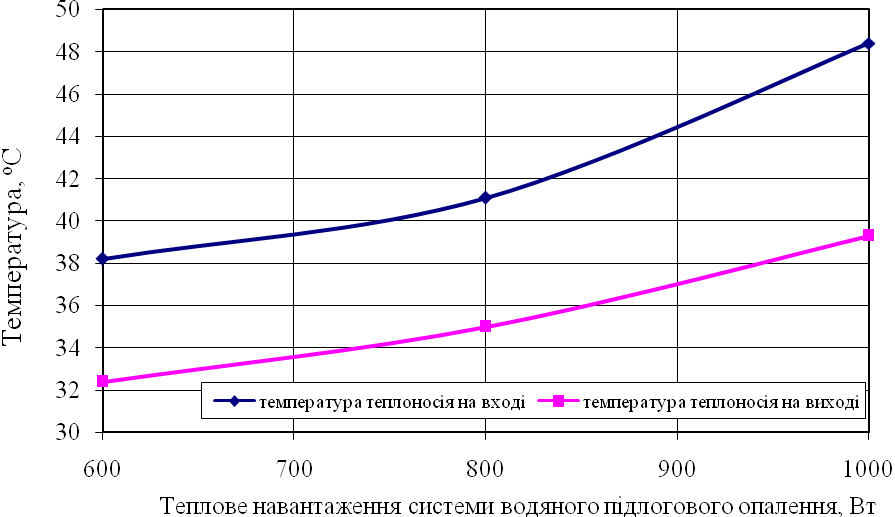 50
48
46
44
42
40
38
36
34
32
30
Температура, ºС
температура теплоносія на вході
температура теплоносія на виході
600 700 800 900 1000
Теплове навантаження системи водяного підлогового опалення, Вт